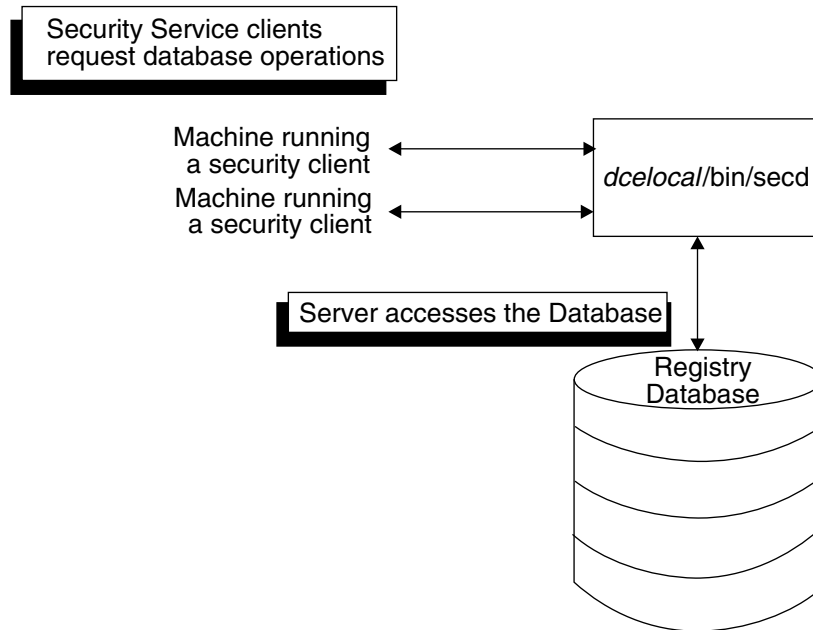 Security Service clients
request database operations
Machine running
a security client
Machine running
a security client
dcelocal/bin/secd
Server accesses the Database
Registry
Database